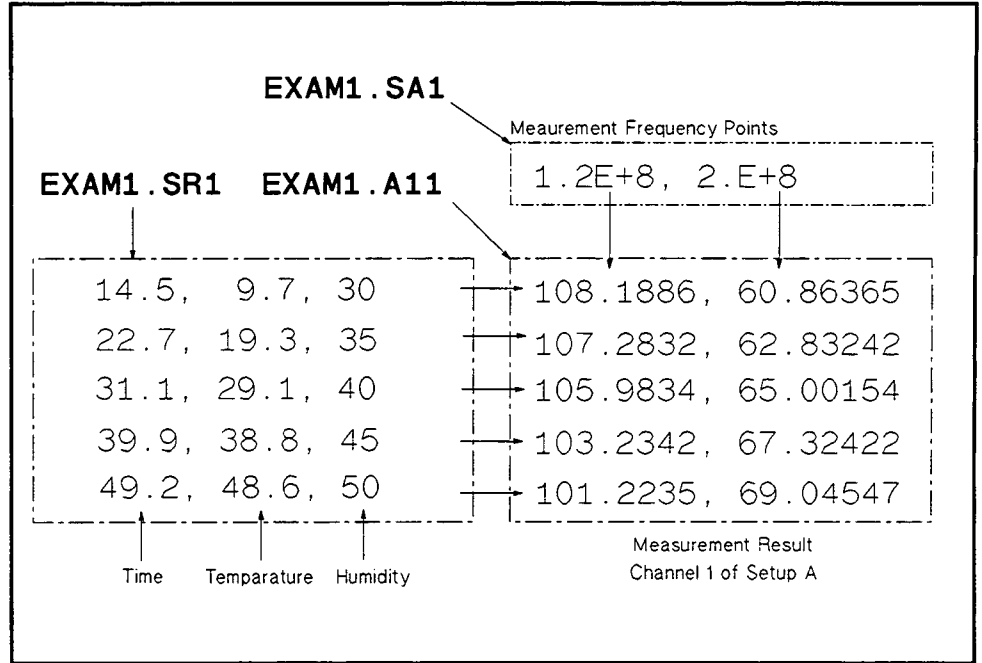 EXAM1.SA1
Meaurement Frequency Points
1.2E+8, 2.E+8
EXAM1.SR1 EXAM1.A11
14.5, 9.7, 30 108.1886, 60.86365
22.7, 19.3, 35 107.2832, 62.83242
31.1, 29.1, 40 105.9834, 65.00154
39.9, 38.8, 45 103.2342, 67.32422
49.2, 48.6, 50 101.2235, 69.04547
Time Temparature Humidity
Measurement Result
Channel 1 of Setup A